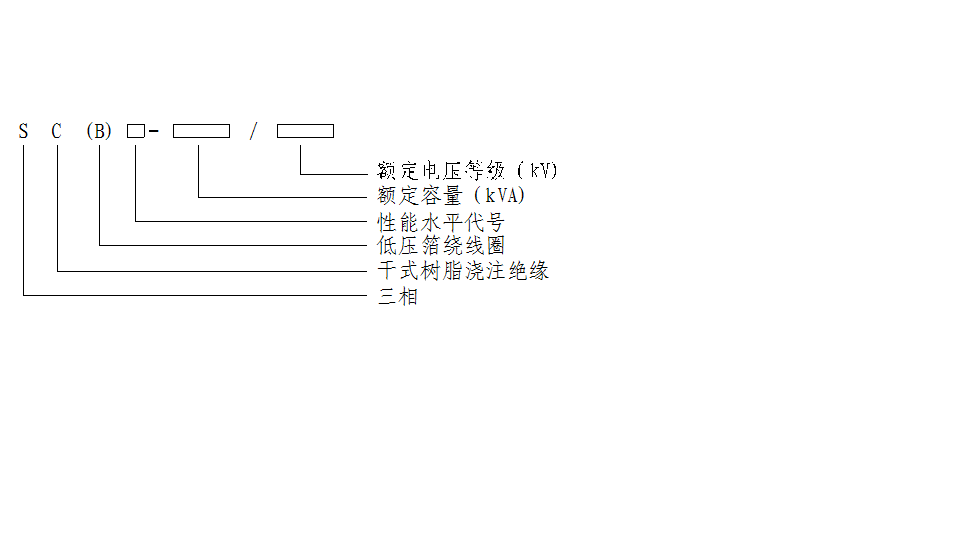 S C (B) □- □ / □
额定电压等级（kV）
额定容量（kVA）
性能水平代号
低压箔绕线圈
干式树脂浇注绝缘
三相